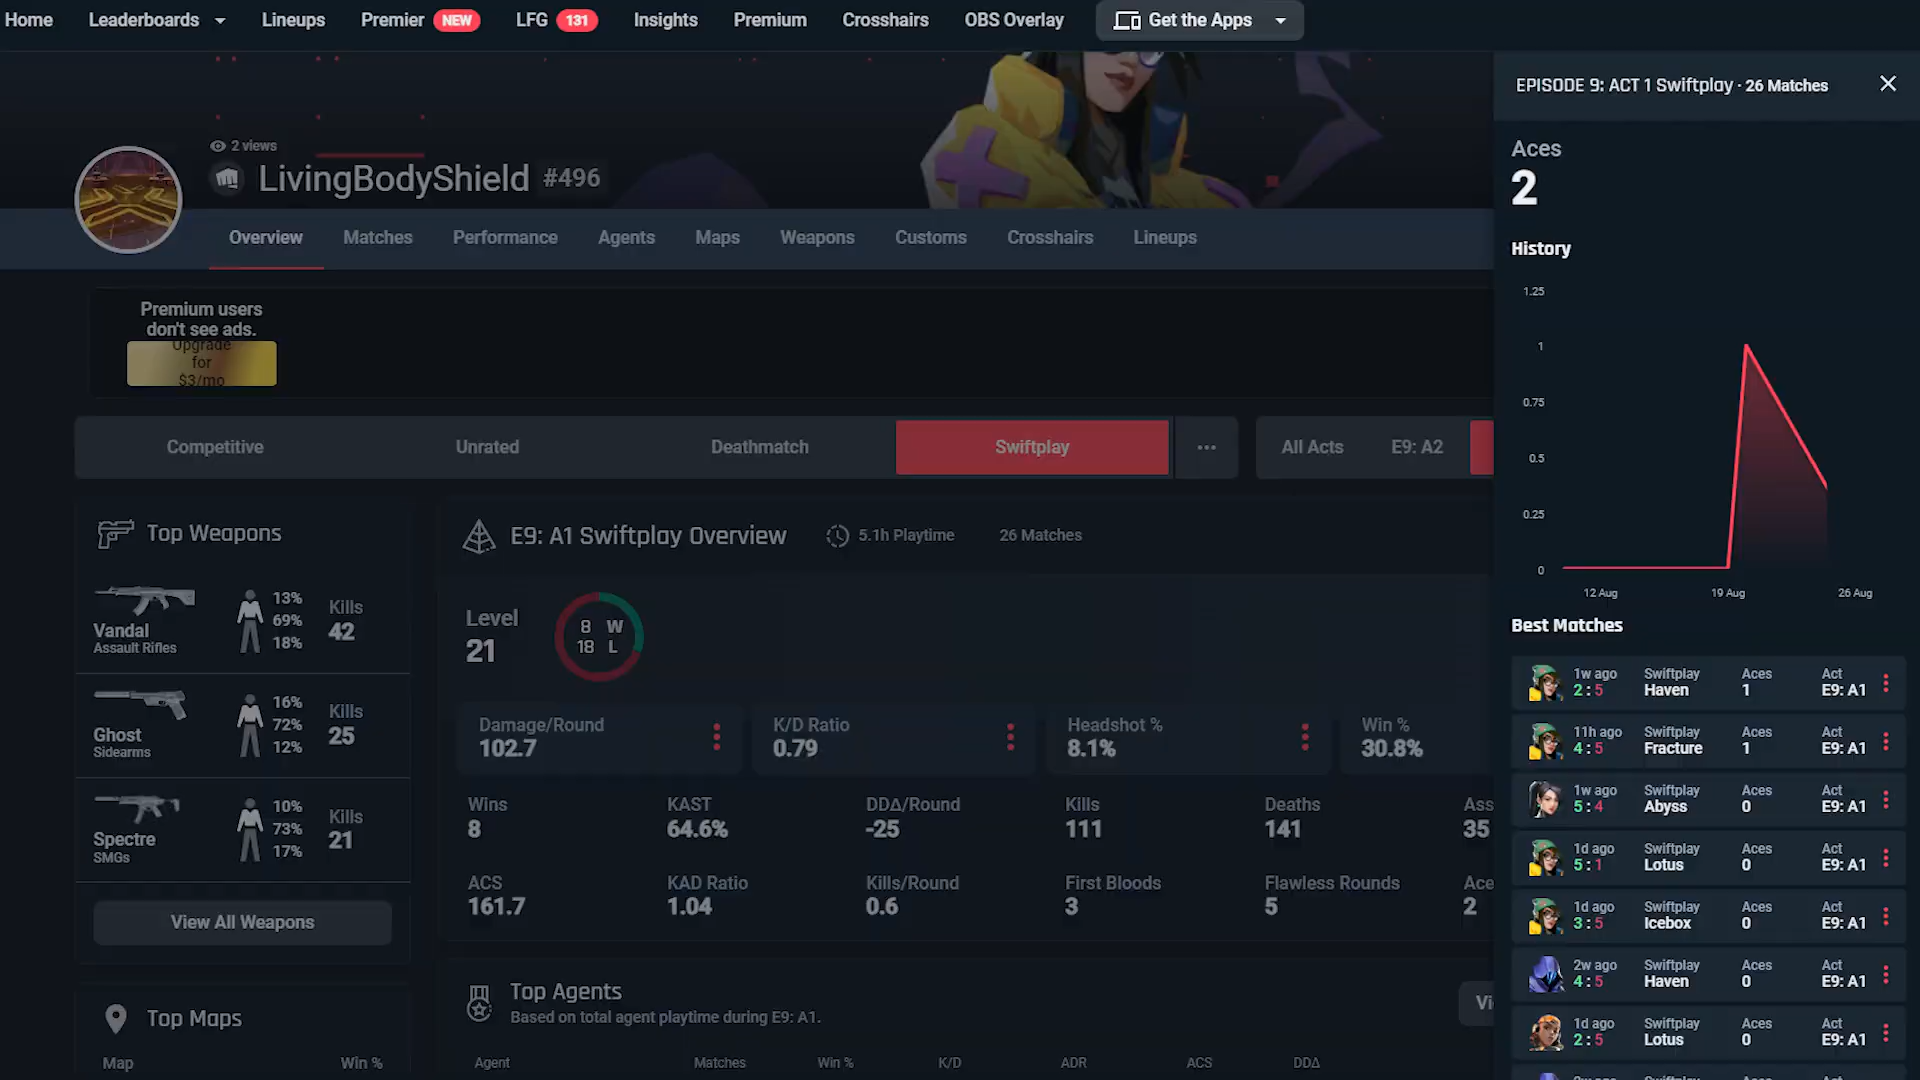 Home Leaderboards Lineups Premier NEW LFG 131 Insights Premium Crosshairs OBS Overlay Get the Apps
2 views
LivingBodyShield #496
Overview Matches Performance Agents Maps Weapons Customs Crosshairs Lineups
Premium users
don't see ads.
Upgrade
for
$3/mo
Competitive Unrated Deathmatch Swiftplay ··· All Acts E9: A2
Top Weapons
Vandal
Assault Rifles
13%
69%
18%
Kills
42
Ghost
Sidearms
16%
72%
12%
Kills
25
Spectre
SMGs
10%
73%
17%
Kills
21
View All Weapons
Top Maps
Map Win %
E9: A1 Swiftplay Overview 5.1h Playtime 26 Matches
Level
21
8 W
18 L
Damage/Round
102.7
K/D Ratio
0.79
Headshot %
8.1%
Win %
30.8%
Wins
8
KAST
64.6%
DDΔ/Round
-25
Kills
111
Deaths
141
Ass
35
ACS
161.7
KAD Ratio
1.04
Kills/Round
0.6
First Bloods
3
Flawless Rounds
5
Ace
2
Top Agents
Based on total agent playtime during E9: A1.
Vi
Agent Matches Win % K/D ADR ACS DDΔ
EPISODE 9: ACT 1 Swiftplay · 26 Matches
Aces
2
History
1.25
1
0.75
0.5
0.25
0
12 Aug 19 Aug 26 Aug
Best Matches
1w ago Swiftplay Aces Act
2 : 5 Haven 1 E9: A1
11h ago Swiftplay Aces Act
4 : 5 Fracture 1 E9: A1
1w ago Swiftplay Aces Act
5 : 4 Abyss 0 E9: A1
1d ago Swiftplay Aces Act
5 : 1 Lotus 0 E9: A1
1d ago Swiftplay Aces Act
3 : 5 Icebox 0 E9: A1
2w ago Swiftplay Aces Act
4 : 5 Haven 0 E9: A1
1d ago Swiftplay Aces Act
2 : 5 Lotus 0 E9: A1